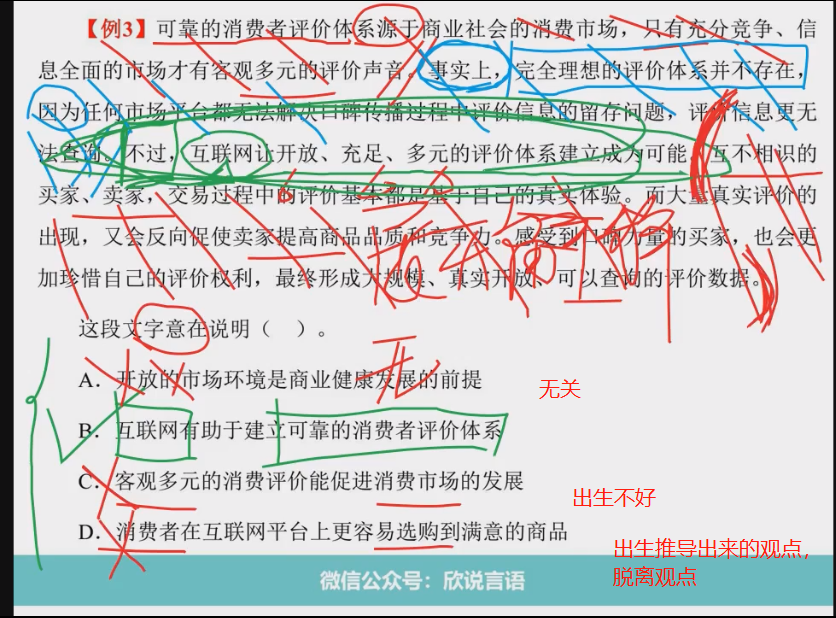 【例3】可靠的消费者评价体系源于商业社会的消费市场，只有充分竞争、信
息全面的市场才有客观多元的评价声音。事实上，完全理想的评价体系并不存在，
因为任何市场平台都无法解决口碑传播过程中评价信息的留存问题，评价信息更无
法查询。不过，互联网让开放、充足、多元的评价体系建立成为可能，互不相识的
买家、卖家，交易过程中的评价基本都是基于自己的真实体验。而大量真实评价的
出现，又会反向促使卖家提高商品品质和竞争力。感受到口碑力量的买家，也会更
加珍惜自己的评价权利，最终形成大规模、真实开放、可以查询的评价数据。
这段文字意在说明（ ）。
A．开放的市场环境是商业健康发展的前提
无
无关
B．互联网有助于建立可靠的消费者评价体系
C．客观多元的消费评价能促进消费市场的发展
出生不好
D．消费者在互联网平台上更容易选购到满意的商品
出生推导出来的观点，
脱离观点
微信公众号：欣说言语